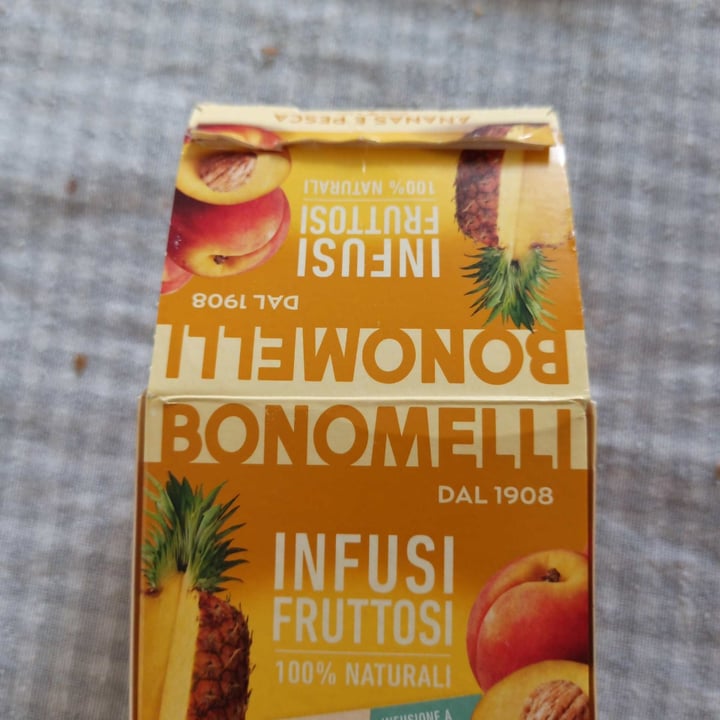 ANANAS E PESCA
100% NATURALI
FRUTTOSI
INFUSI
DAL 1908
BONOMELLI
BONOMELLI
DAL 1908
INFUSI
FRUTTOSI
100% NATURALI
INFUSIONE A